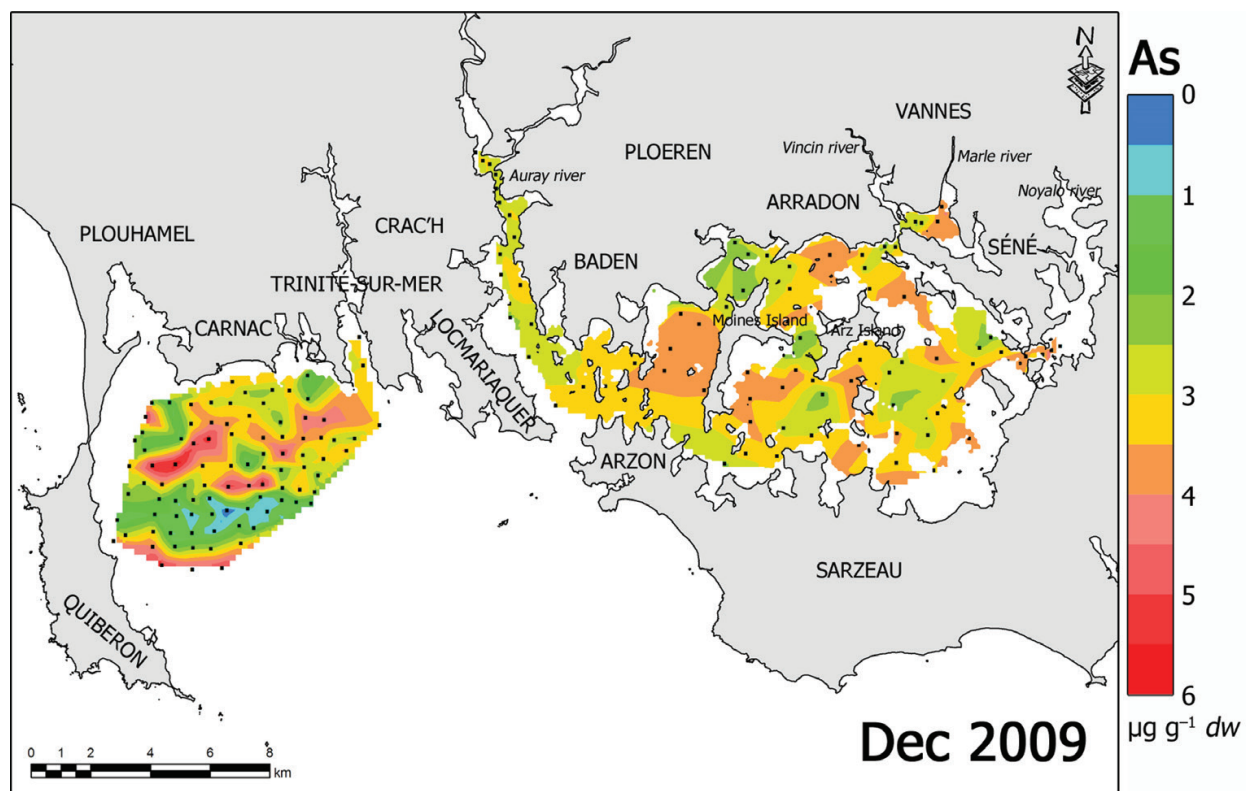 N
As
0
1
2
3
4
5
6
µg g⁻¹ dw
VANNES
Vincin river
Marle river
PLOEREN
Auray river
Noyalo river
ARRADON
CRAC'H
PLOUHAMEL
SÉNÉ
BADEN
TRINITE-SUR-MER
Moines Island
CARNAC
Arz Island
LOCMARIAQUER
ARZON
SARZEAU
QUIBERON
Dec 2009
0 1 2 4 6 8
km